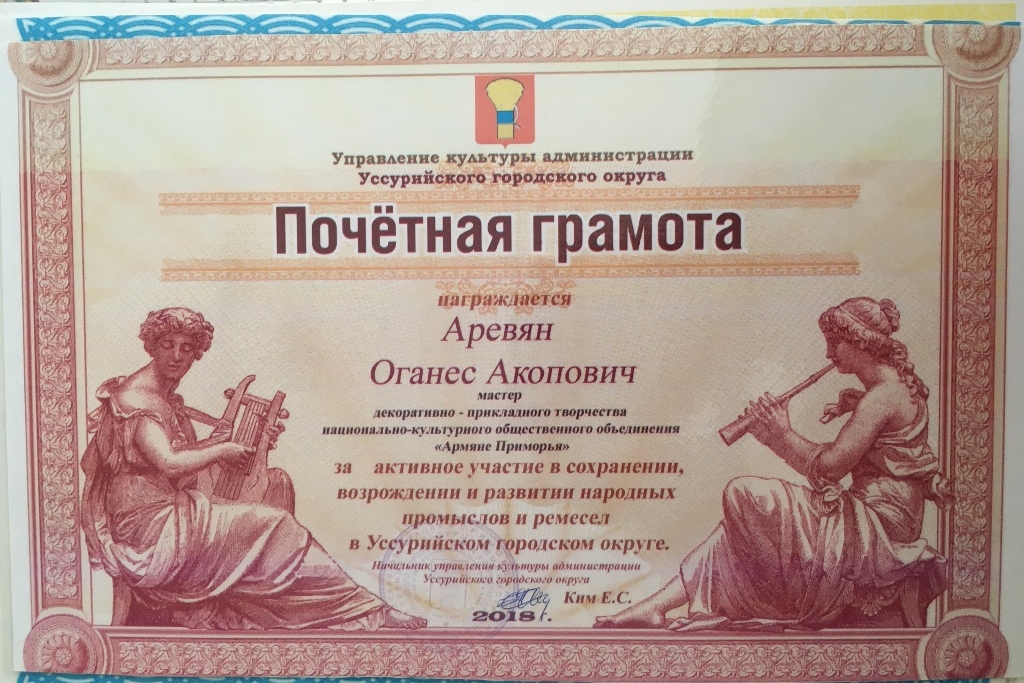 Управление культуры администрации
Уссурийского городского округа
Почётная грамота
награждается
Аревян
Оганес Акопович
мастер
декоративно - прикладного творчества
национально-культурного общественного объединения
«Армяне Приморья»
за активное участие в сохранении,
возрождении и развитии народных
промыслов и ремесел
в Уссурийском городском округе.
Начальник управления культуры администрации
Уссурийского городского округа
Ким Е.С.
2018 г.